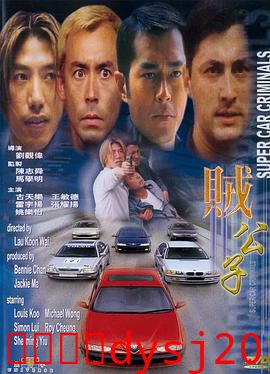 SUPER CAR CRIMINALS
賊公子
導演
劉觀偉
監製
陳志舜
馬學明
主演
古天樂 王敏德
雷宇揚 張耀揚
姚樂怡
directed by
Lau Koon Wai
produced by
Bennie Chan
Jackie Ma
starring
Louis Koo Michael Wong
Simon Lui Roy Cheung
Sherming Yiu
dysj20